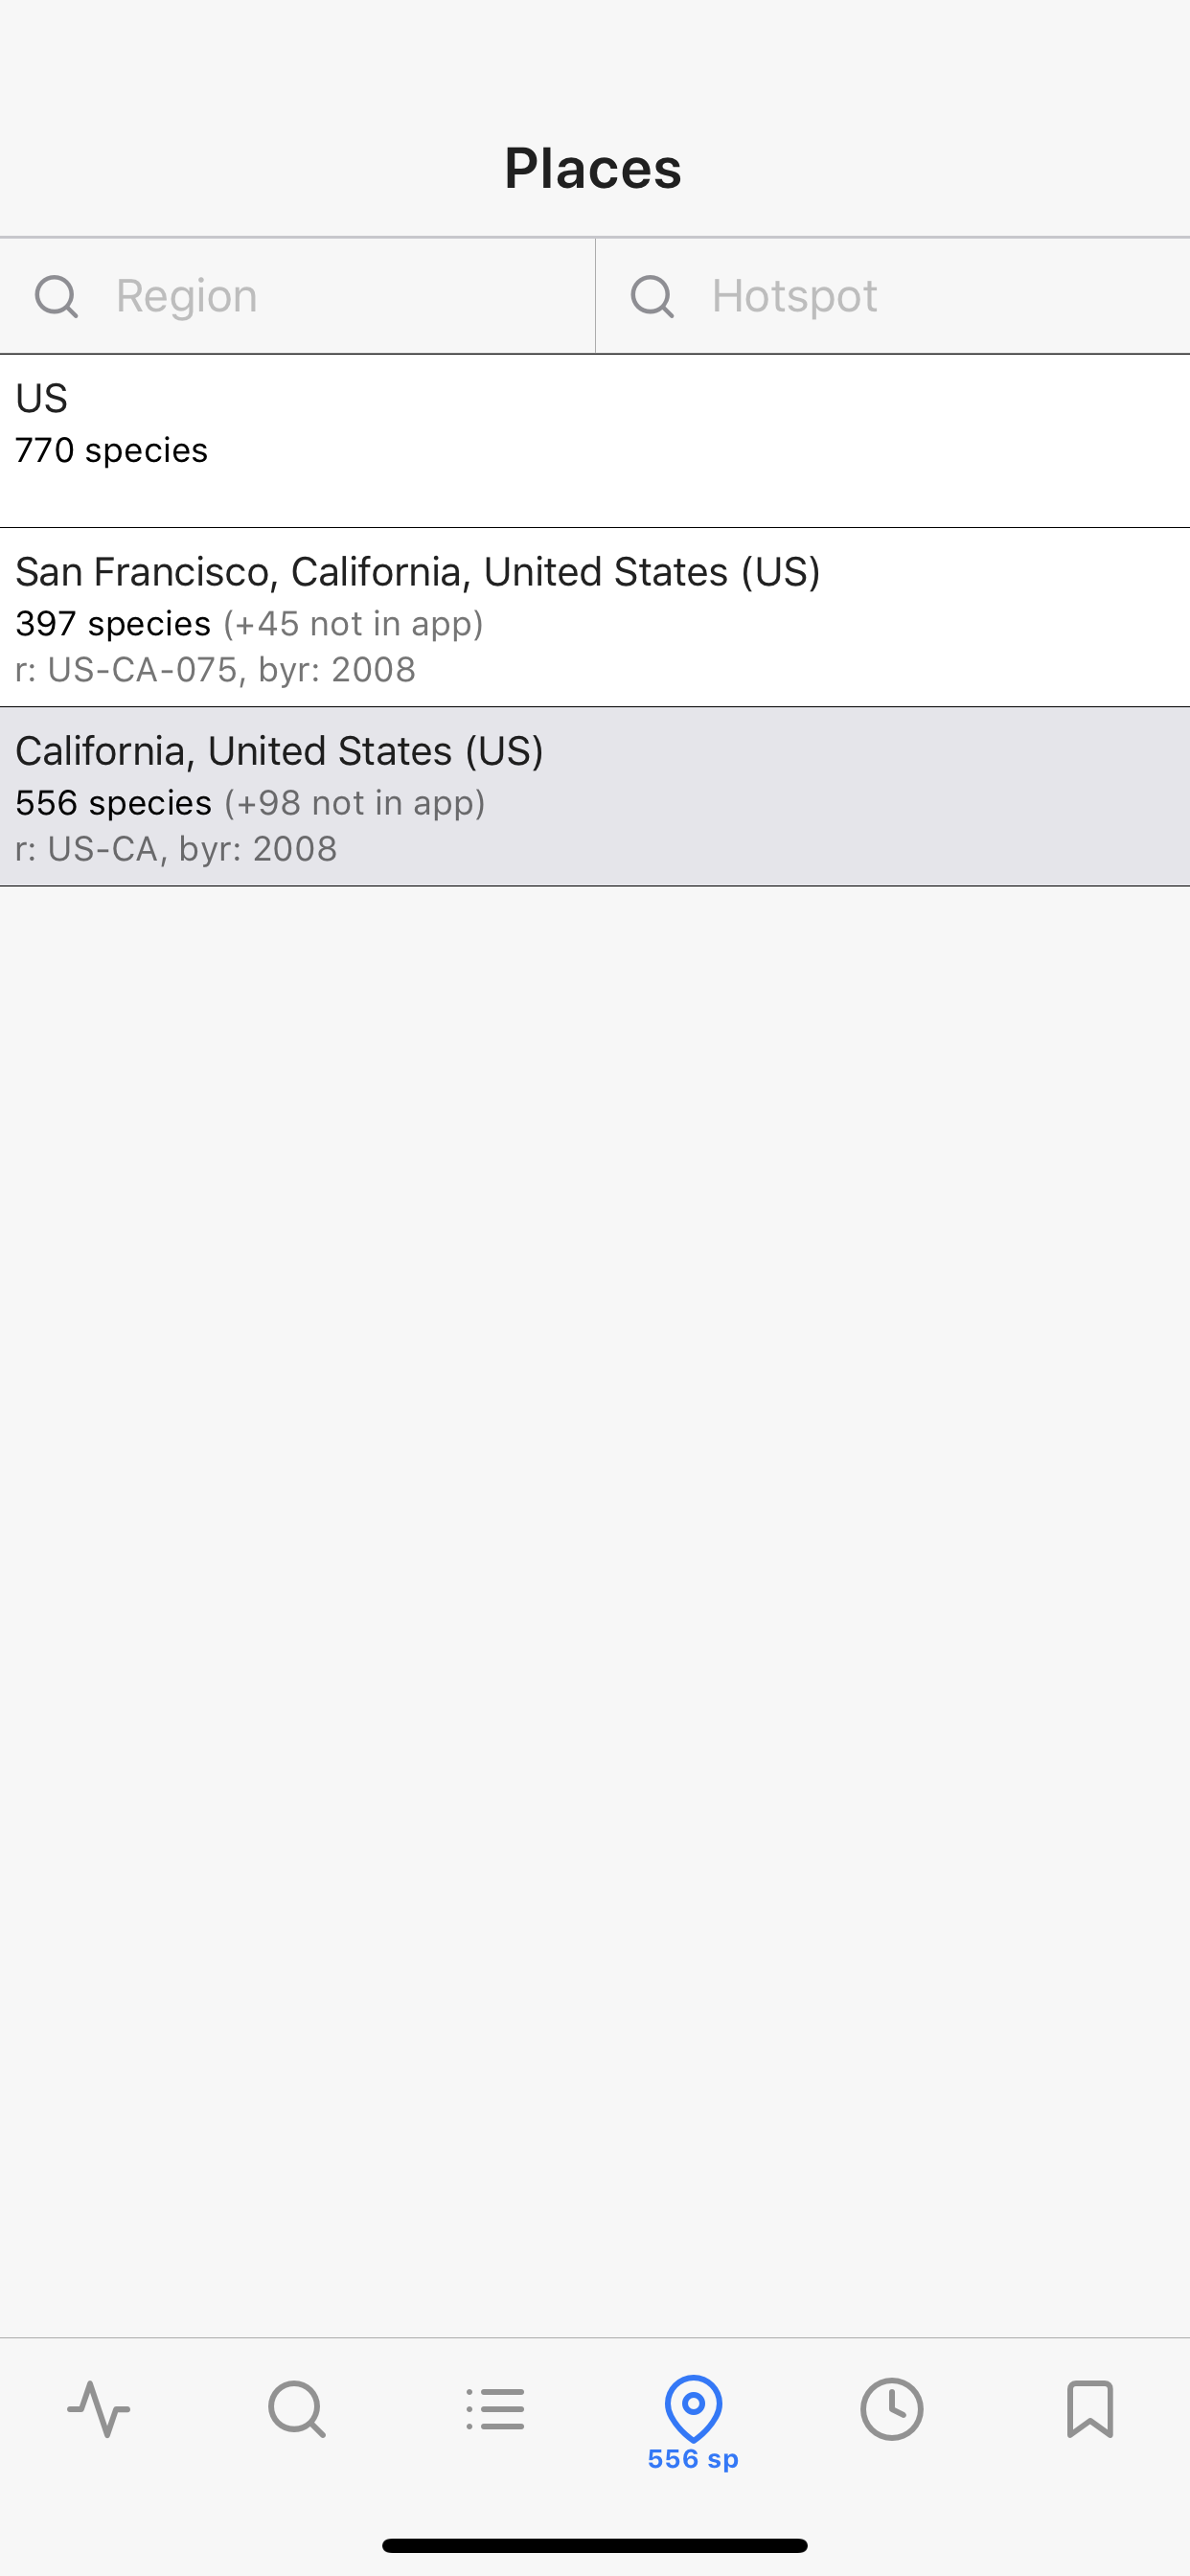 Places
Region
Hotspot
US
770 species
San Francisco, California, United States (US)
397 species (+45 not in app)
r: US-CA-075, byr: 2008
California, United States (US)
556 species (+98 not in app)
r: US-CA, byr: 2008
556 sp